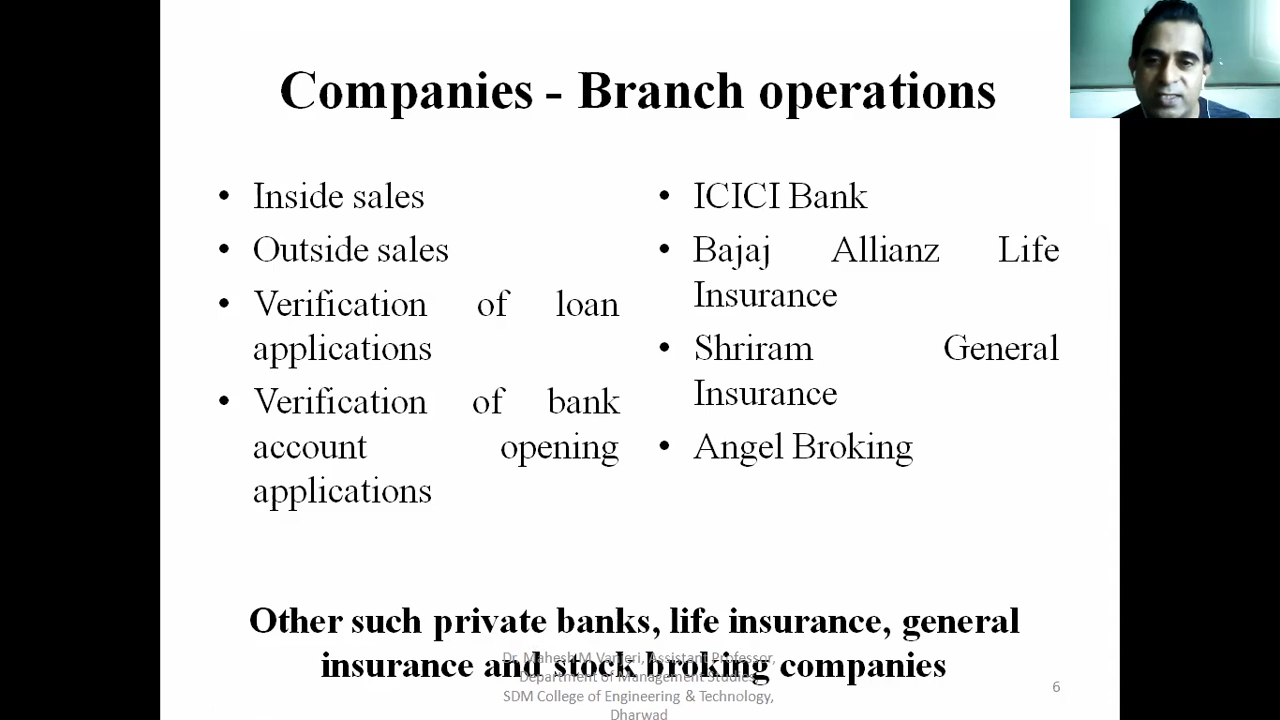 Companies - Branch operations
• Inside sales
• Outside sales
• Verification of loan
applications
• Verification of bank
account opening
applications
• ICICI Bank
• Bajaj Allianz Life
Insurance
• Shriram General
Insurance
• Angel Broking
Other such private banks, life insurance, general
insurance and stock broking companies
Dr. Mahesh M Vanjeri, Assistant Professor,
Department of Management Studies,
SDM College of Engineering & Technology,
Dharwad
6